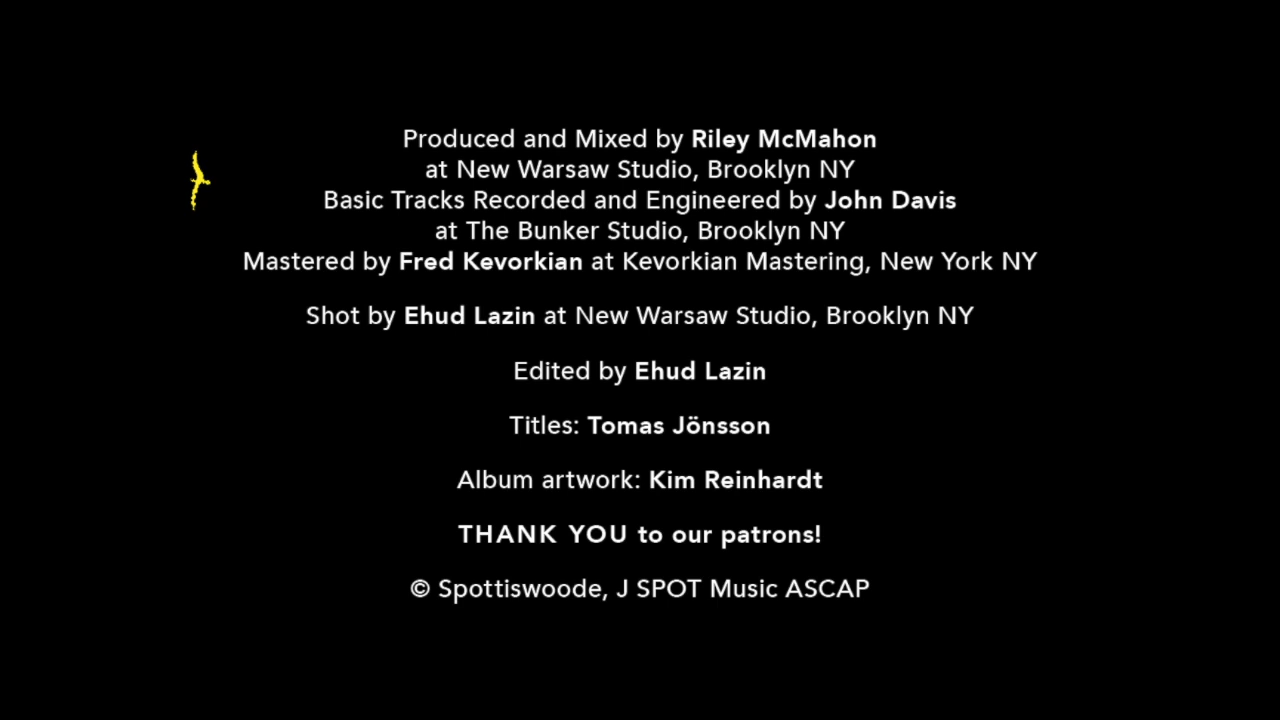 Produced and Mixed by Riley McMahon
at New Warsaw Studio, Brooklyn NY
Basic Tracks Recorded and Engineered by John Davis
at The Bunker Studio, Brooklyn NY
Mastered by Fred Kevorkian at Kevorkian Mastering, New York NY
Shot by Ehud Lazin at New Warsaw Studio, Brooklyn NY
Edited by Ehud Lazin
Titles: Tomas Jönsson
Album artwork: Kim Reinhardt
THANK YOU to our patrons!
© Spottiswoode, J SPOT Music ASCAP